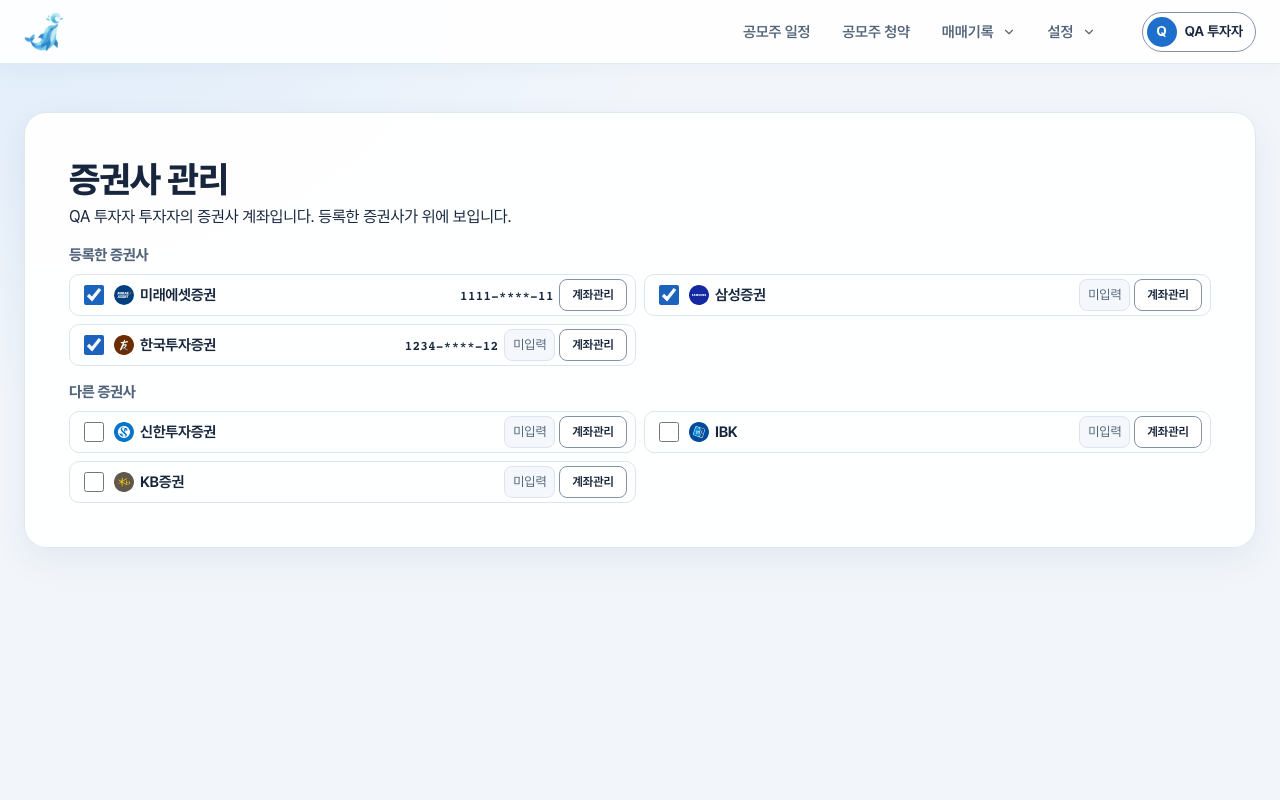 공모주 일정 공모주 청약 매매기록 설정 Q QA 투자자
증권사 관리
QA 투자자 투자자의 증권사 계좌입니다. 등록한 증권사가 위에 보입니다.
등록한 증권사
미래에셋증권 1111-****-11 계좌관리
삼성증권 미입력 계좌관리
한국투자증권 1234-****-12 미입력 계좌관리
다른 증권사
신한투자증권 미입력 계좌관리
IBK 미입력 계좌관리
KB증권 미입력 계좌관리